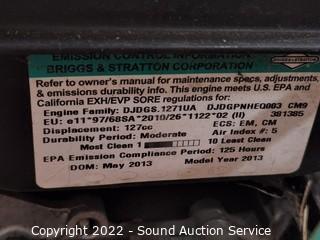 EMISSION CONTROL INFORMATION
BRIGGS & STRATTON CORPORATION
Refer to owner's manual for maintenance specs, adjustments,
& emissions durability info. This engine meets U.S. EPA and
California EXH/EVP SORE regulations for:
Engine Family: DJDGS.1271UA DJDGPNHEQ003 CM9
EU: e11*97/68SA*2010/26*1122*02 (II) 381385
Displacement: 127cc ECS: EM, CM
Durability Period: Moderate Air Index #: 5
Most Clean 1 10 Least Clean
EPA Emission Compliance Period: 125 Hours
DOM: May 2013 Model Year 2013
Copyright 2022 - Sound Auction Service